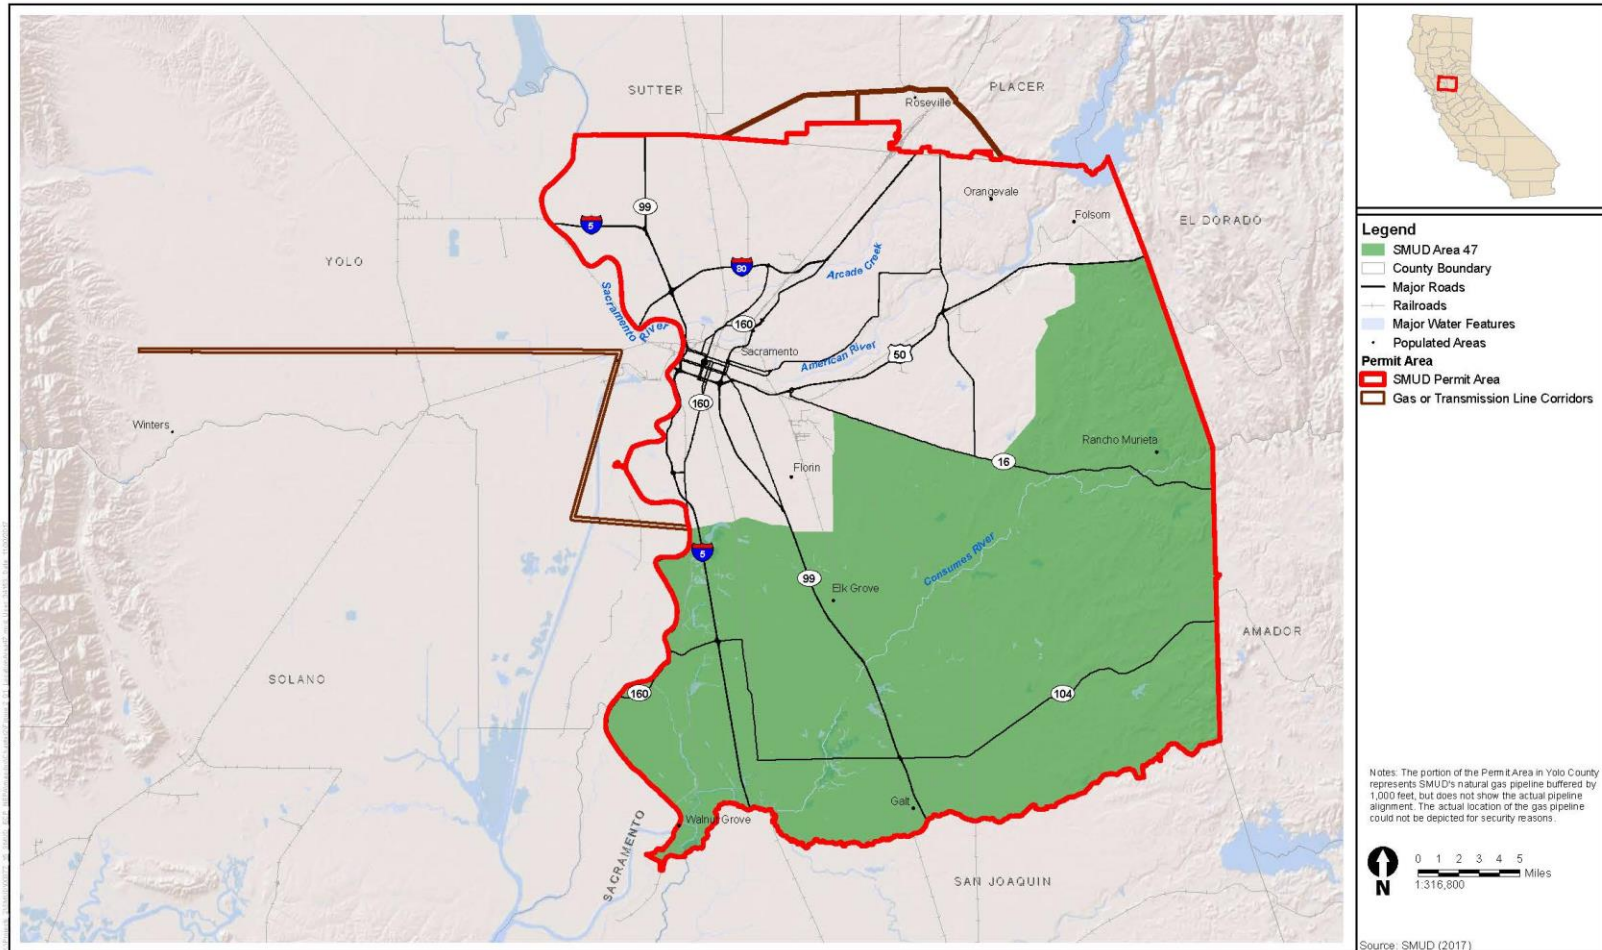 SUTTER
PLACER
Roseville
Orangevale
Folsom
EL DORADO
99
5
80
YOLO
Arcade Creek
Sacramento
River
160
Sacramento
American River
50
160
Winters
Rancho Murieta
16
Florin
5
Consumes River
99
Elk Grove
AMADOR
SOLANO
160
104
Galt
Walnut Grove
SACRAMENTO
SAN JOAQUIN
Legend
SMUD Area 47
County Boundary
Major Roads
Railroads
Major Water Features
Populated Areas
Permit Area
SMUD Permit Area
Gas or Transmission Line Corridors
Notes: The portion of the Permit Area in Yolo County
represents SMUD's natural gas pipeline buffered by
1,000 feet, but does not show the actual pipeline
alignment. The actual location of the gas pipeline
could not be depicted for security reasons.
N
0 1 2 3 4 5
Miles
1:316,800
Source: SMUD (2017)